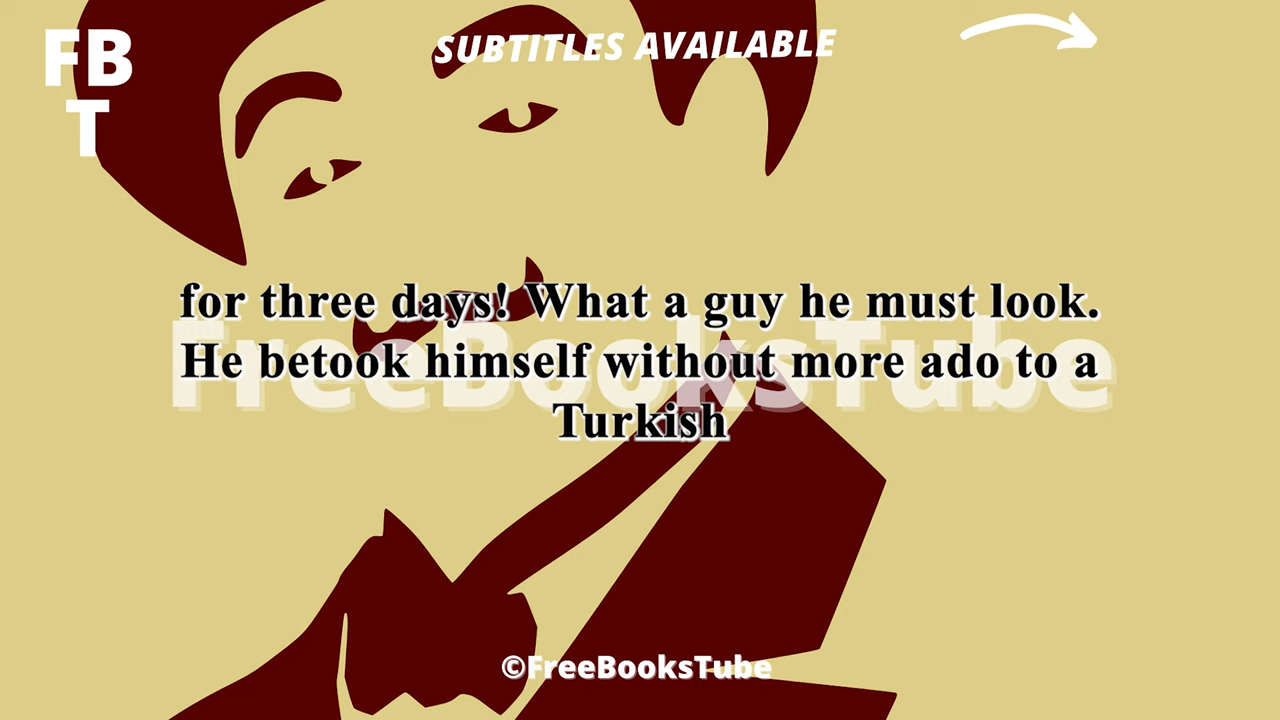 FB
T
SUBTITLES AVAILABLE
for three days! What a guy he must look.
He betook himself without more ado to a
Turkish
FreeBooksTube
©FreeBooksTube